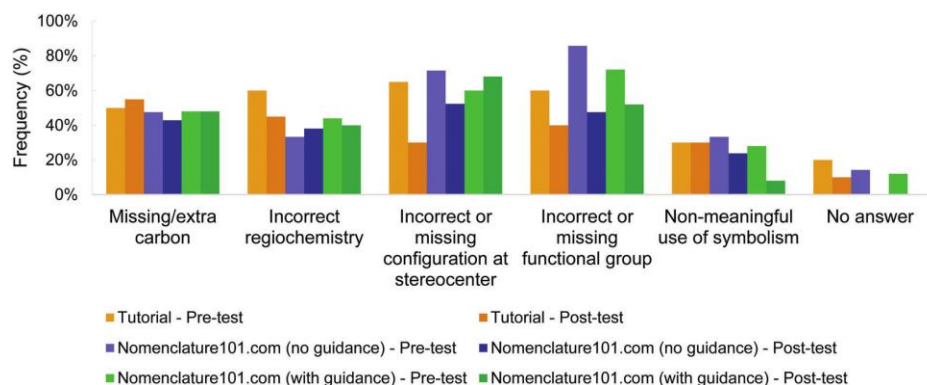 100%
80%
60%
40%
20%
0%
Frequency (%)
Missing/extra
carbon
Incorrect
regiochemistry
Incorrect or
missing
configuration at
stereocenter
Incorrect or
missing
functional group
Non-meaningful
use of symbolism
No answer
Tutorial - Pre-test
Tutorial - Post-test
Nomenclature101.com (no guidance) - Pre-test
Nomenclature101.com (no guidance) - Post-test
Nomenclature101.com (with guidance) - Pre-test
Nomenclature101.com (with guidance) - Post-test